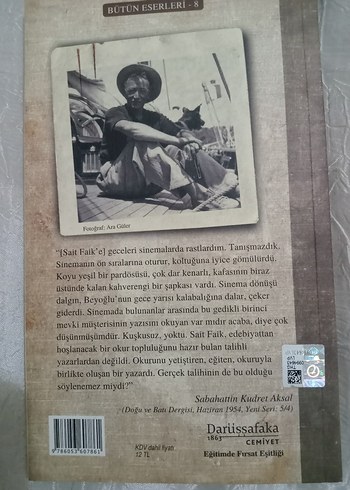 BÜTÜN ESERLERİ - 8
Fotoğraf: Ara Güler
"[Sait Faik'e] geceleri sinemalarda rastlardım. Tanışmazdık.
Sinemanın ön sıralarına oturur, koltuğuna iyice gömülürdü.
Koyu yeşil bir pardösüsü, çok dar kenarlı, kafasının biraz
üstünde kalan kahverengi bir şapkası vardı. Sinema dönüşü
dalgın, Beyoğlu'nun gece yarısı kalabalığına dalar, çeker
giderdi. Sinemada bulunanlar arasında bu gedikli birinci
mevki müşterisinin yazısını okuyan var mıdır acaba, diye çok
düşünmüşümdür. Kuşkusuz, yoktu. Sait Faik, edebiyattan
hoşlanacak bir okur topluluğunu hazır bulan talihli
yazarlardan değildi. Okurunu yetiştiren, eğiten, okuruyla
birlikte oluşan bir yazardı. Gerçek talihinin de bu olduğu
söylenemez miydi?"
Sabahattin Kudret Aksal
(Doğu ve Batı Dergisi, Haziran 1954, Yeni Seri: 5/4)
Darüşşafaka
1863 CEMİYET
Eğitimde Fırsat Eşitliği
KDV dahil fiyatı
12 TL
9786053607861